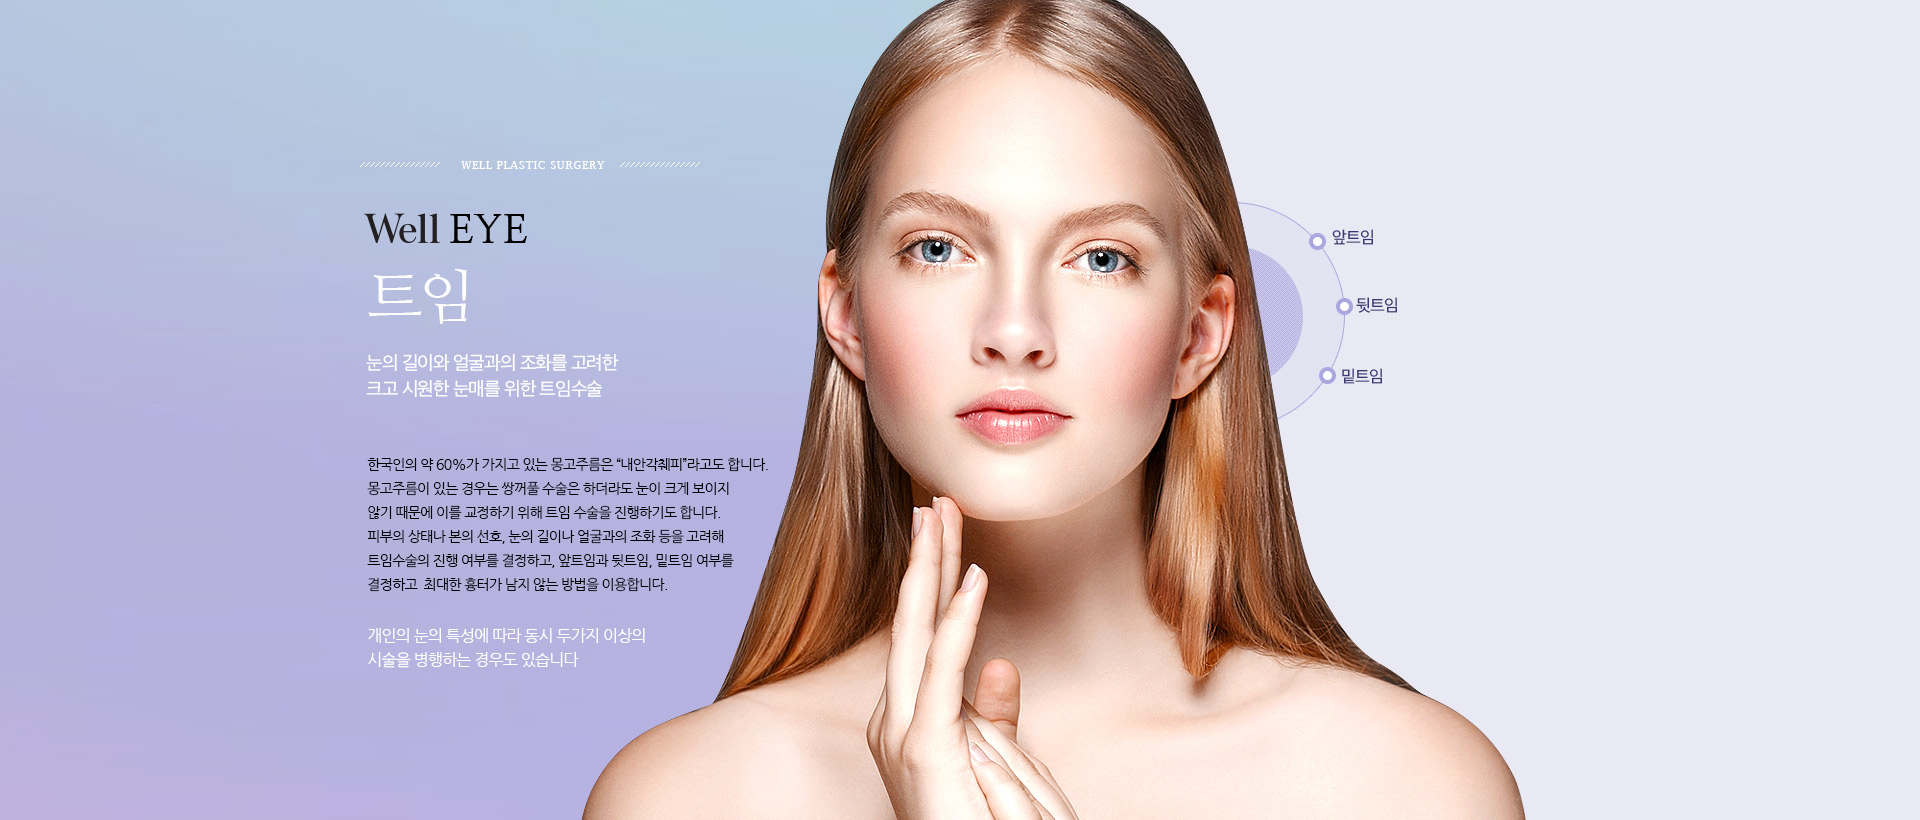 WELL PLASTIC SURGERY
Well EYE
트임
눈의 길이와 얼굴과의 조화를 고려한
크고 시원한 눈매를 위한 트임수술
한국인의 약 60%가 가지고 있는 몽고주름은 “내안각췌피”라고도 합니다.
몽고주름이 있는 경우는 쌍꺼풀 수술은 하더라도 눈이 크게 보이지
않기 때문에 이를 교정하기 위해 트임 수술을 진행하기도 합니다.
피부의 상태나 본의 선호, 눈의 길이나 얼굴과의 조화 등을 고려해
트임수술의 진행 여부를 결정하고, 앞트임과 뒷트임, 밑트임 여부를
결정하고 최대한 흉터가 남지 않는 방법을 이용합니다.
개인의 눈의 특성에 따라 동시 두가지 이상의
시술을 병행하는 경우도 있습니다
앞트임
뒷트임
밑트임